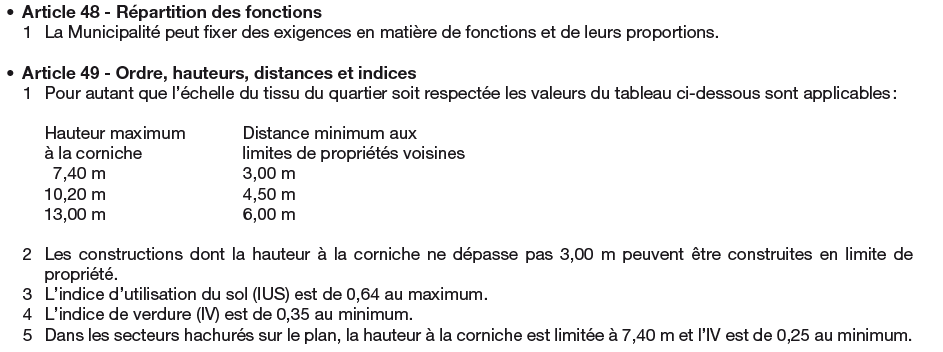 • Article 48 - Répartition des fonctions
1 La Municipalité peut fixer des exigences en matière de fonctions et de leurs proportions.
• Article 49 - Ordre, hauteurs, distances et indices
1 Pour autant que l'échelle du tissu du quartier soit respectée les valeurs du tableau ci-dessous sont applicables:
Hauteur maximum Distance minimum aux
à la corniche limites de propriétés voisines
7,40 m 3,00 m
10,20 m 4,50 m
13,00 m 6,00 m
2 Les constructions dont la hauteur à la corniche ne dépasse pas 3,00 m peuvent être construites en limite de
propriété.
3 L'indice d'utilisation du sol (IUS) est de 0,64 au maximum.
4 L'indice de verdure (IV) est de 0,35 au minimum.
5 Dans les secteurs hachurés sur le plan, la hauteur à la corniche est limitée à 7,40 m et l'IV est de 0,25 au minimum.